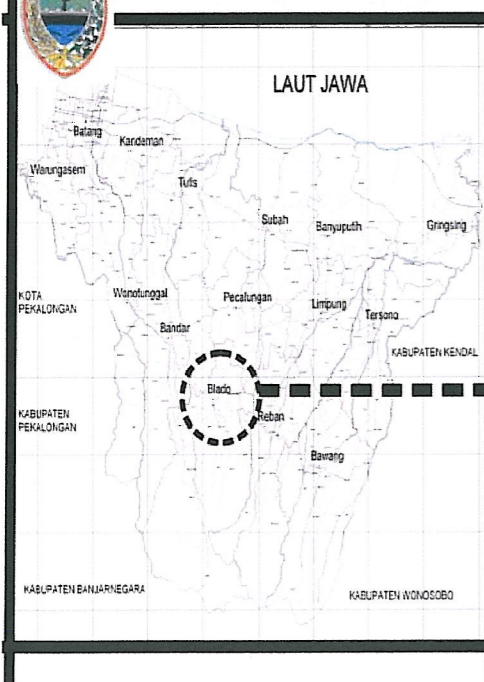 LAUT JAWA
Batang
Kandeman
Warungasem
Tulis
Subah
Banyuputih
Gringsing
KOTA
PEKALONGAN
Wonotunggal
Pecalungan
Limpung
Tersono
Bandar
KABUPATEN KENDAL
Blado
KABUPATEN
PEKALONGAN
Reban
Bawang
KABUPATEN BANJARNEGARA
KABUPATEN WONOSOBO